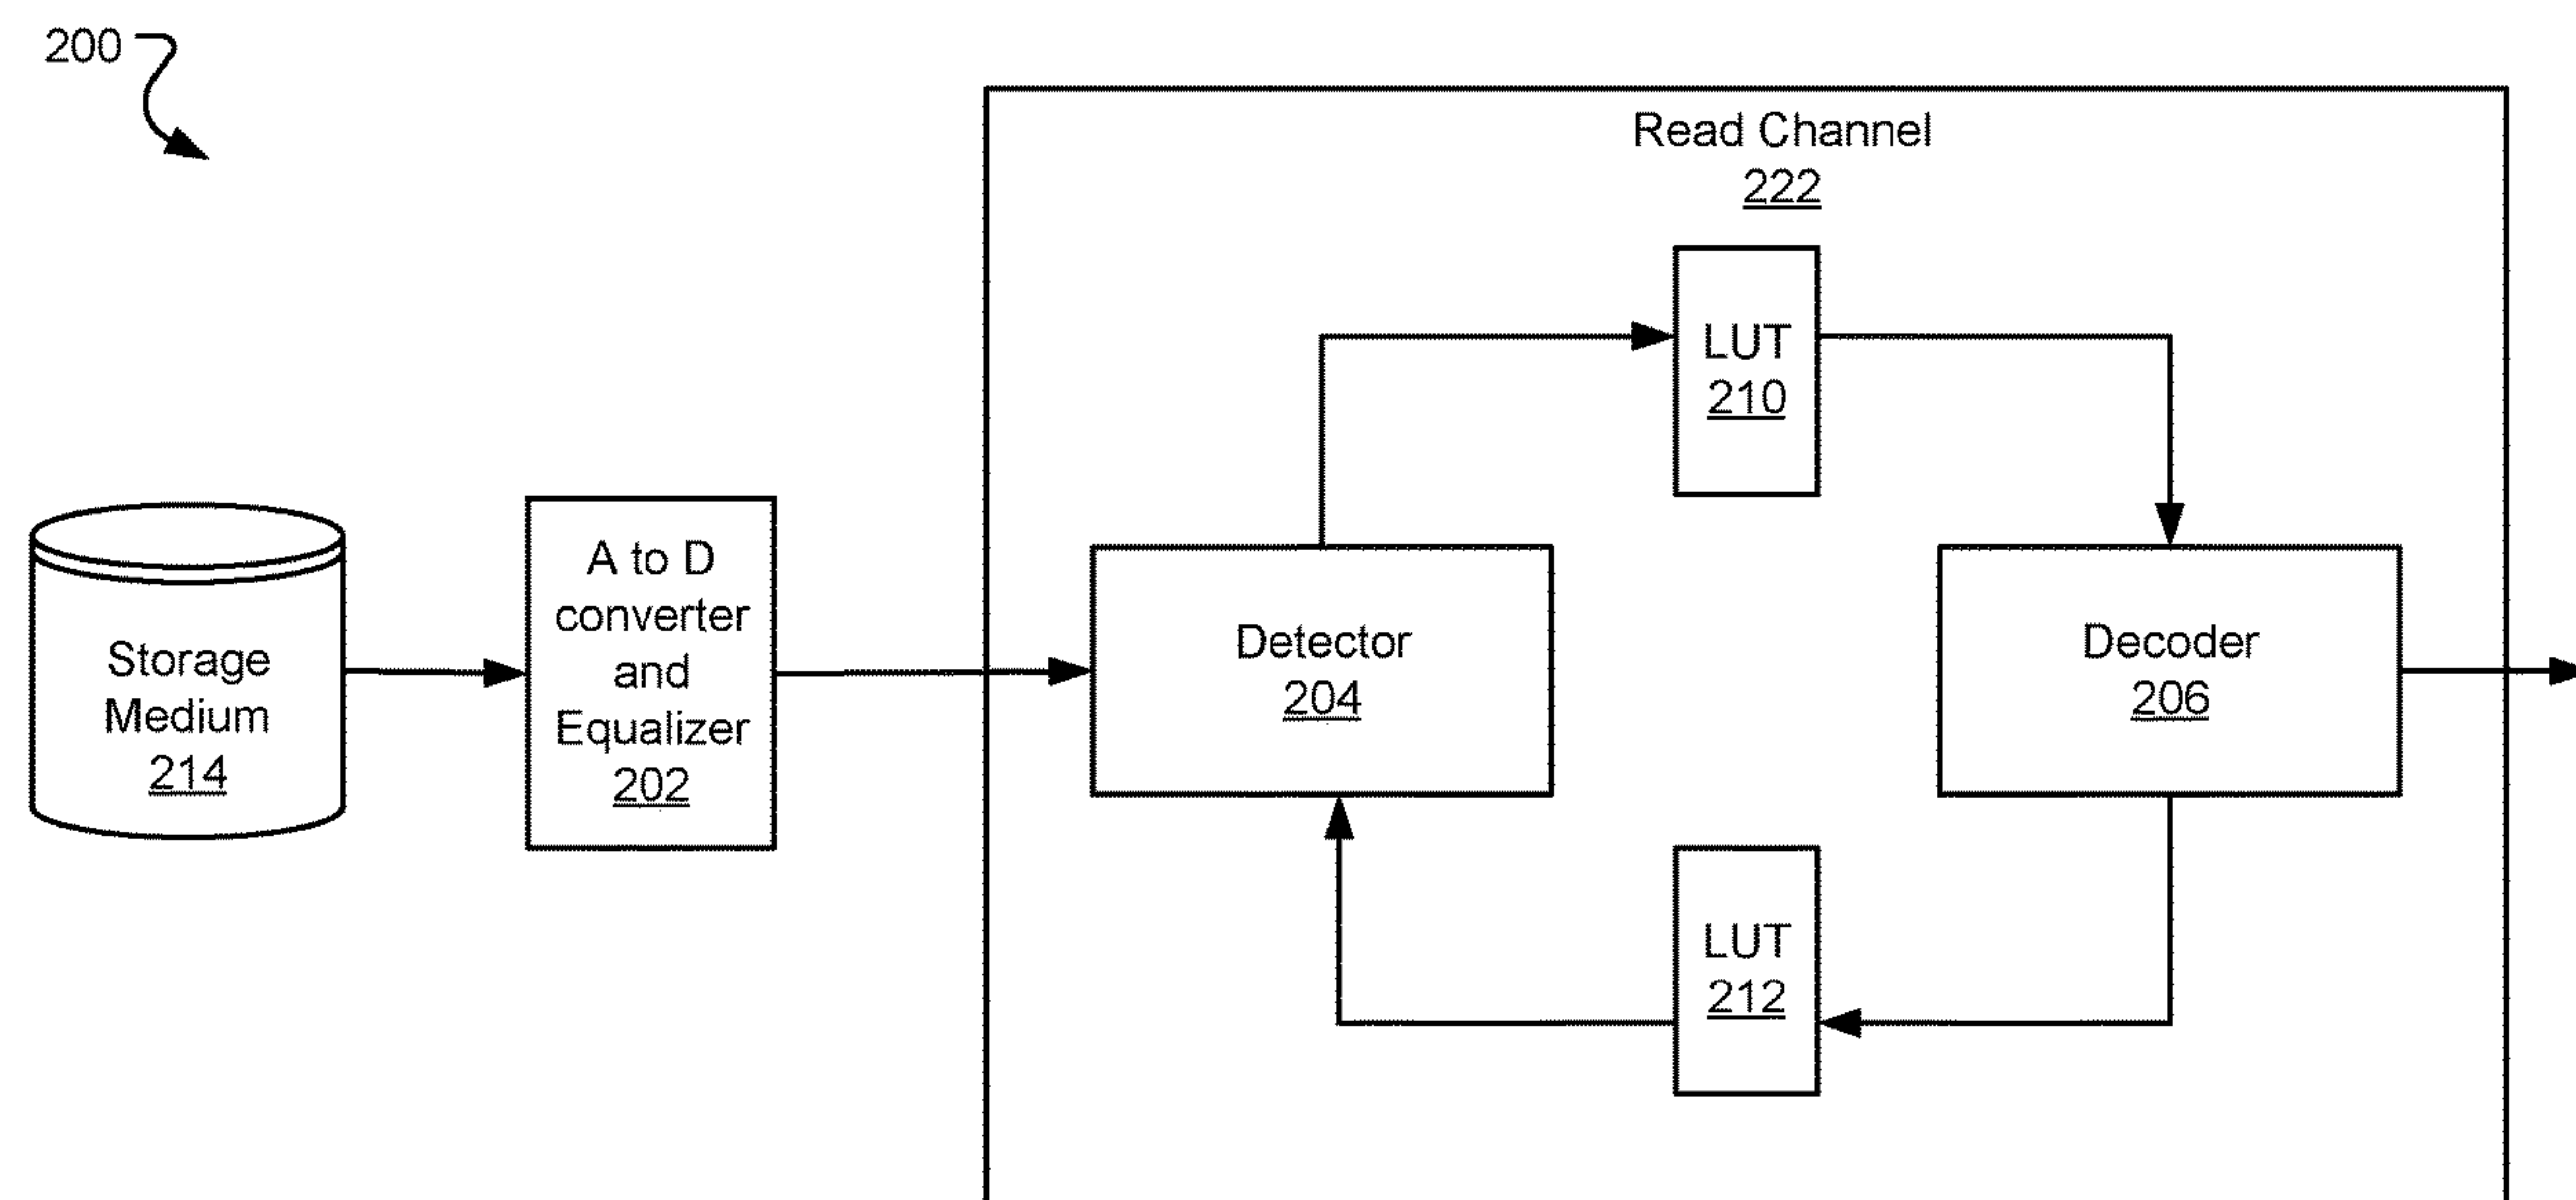 200
Read Channel
222
LUT
210
Storage
Medium
214
A to D
converter
and
Equalizer
202
Detector
204
Decoder
206
LUT
212